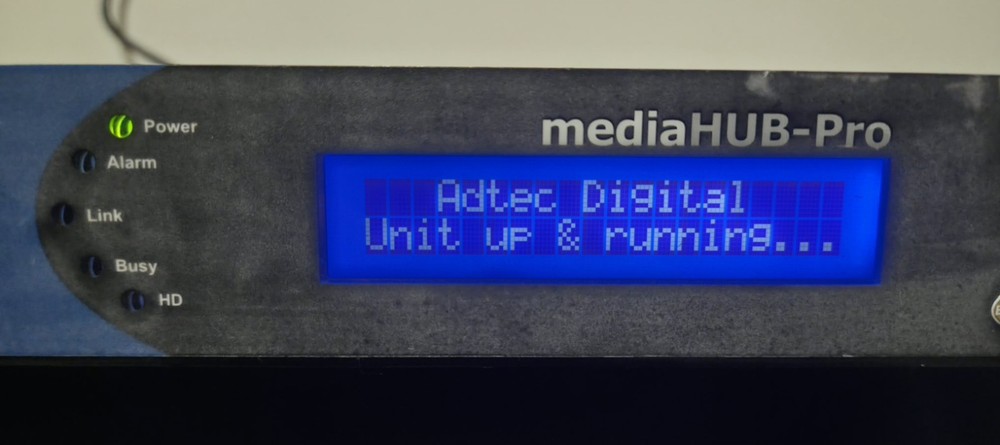 mediaHUB-Pro
Power
Alarm
Link
Busy
HD
Adtec Digital
Unit up & running...